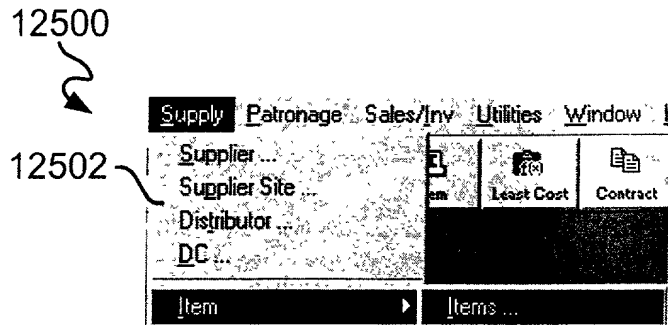 12500
Supply Patronage Sales/Inv Utilities Window
12502
Supplier ...
Supplier Site ...
Distributor ...
DC ...
Least Cost Contract
Item Items ...